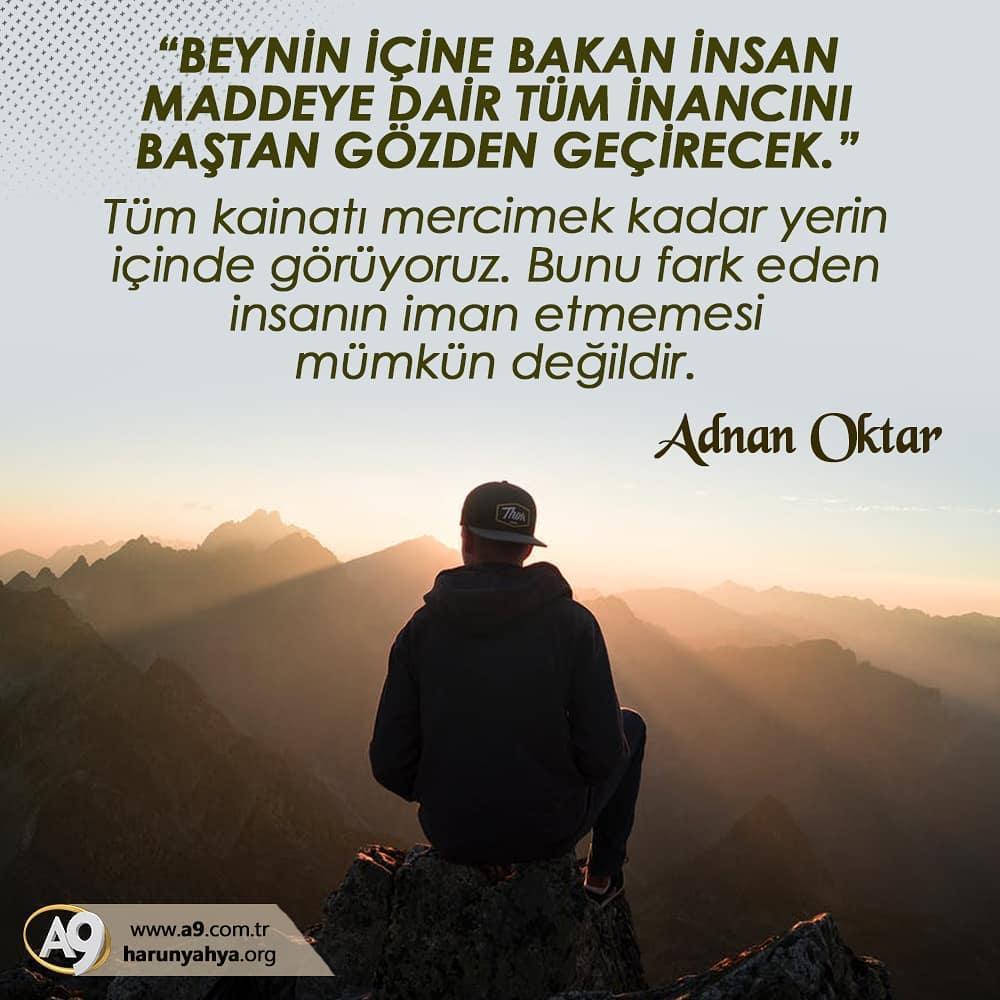 “BEYNİN İÇİNE BAKAN İNSAN
MADDEYE DAİR TÜM İNANCINI
BAŞTAN GÖZDEN GEÇİRECEK.”
Tüm kainatı mercimek kadar yerin
içinde görüyoruz. Bunu fark eden
insanın iman etmemesi
mümkün değildir.
Adnan Oktar
A9
www.a9.com.tr
harunyahya.org